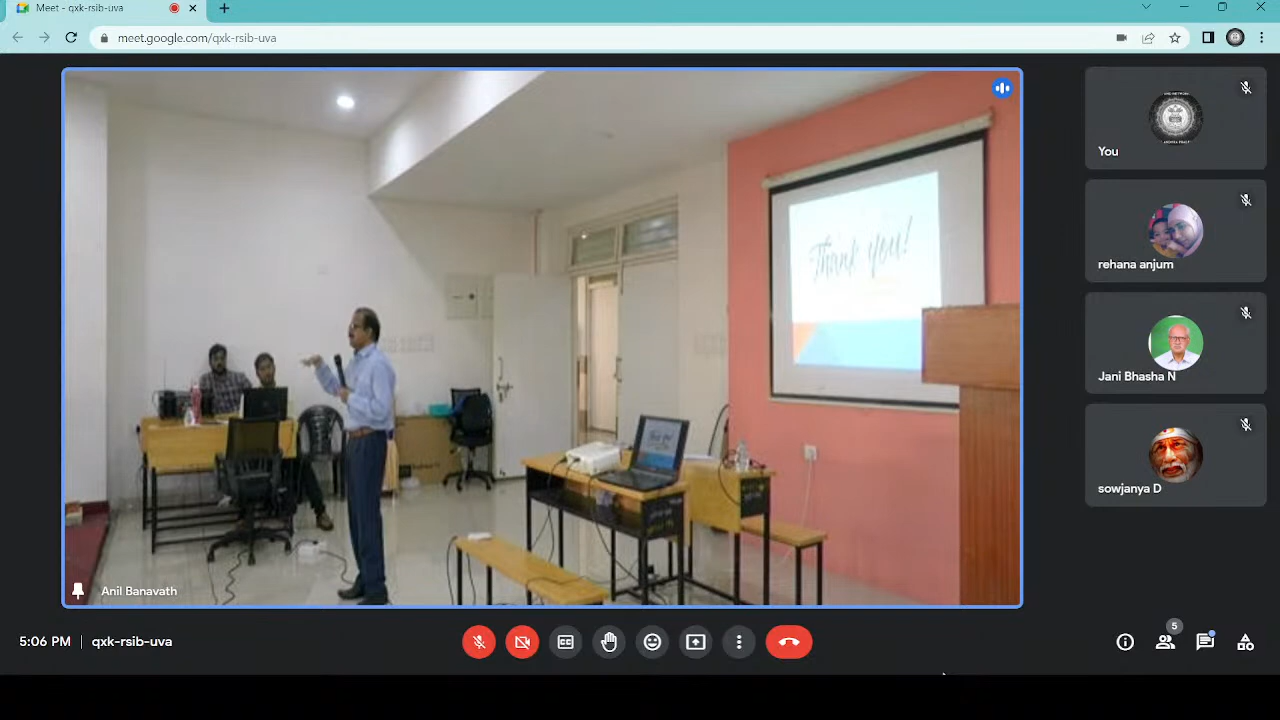 Meet - qxk-rsib-uva
meet.google.com/qxk-rsib-uva
Thank you!
You
rehana anjum
Jani Bhasha N
sowjanya D
Anil Banavath
5:06 PM
qxk-rsib-uva
5